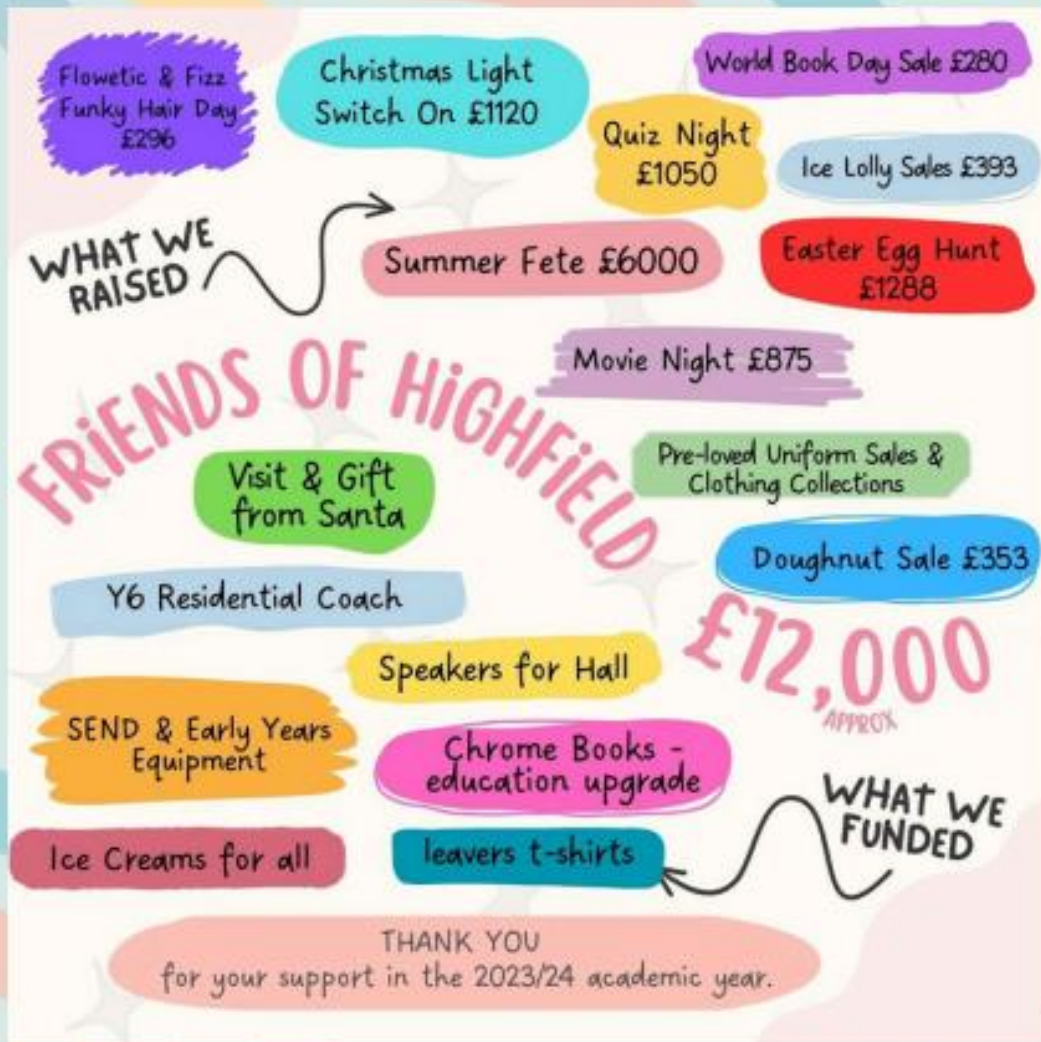 Flowetic & Fizz
Funky Hair Day
£296
Christmas Light
Switch On £1120
World Book Day Sale £280
Quiz Night
£1050
Ice Lolly Sales £393
WHAT WE
RAISED
Summer Fete £6000
Easter Egg Hunt
£1288
Movie Night £875
FRiENDS OF HiGHFiELD
Pre-loved Uniform Sales &
Clothing Collections
Visit & Gift
from Santa
Doughnut Sale £353
Y6 Residential Coach
£12,000
APPROX
Speakers for Hall
SEND & Early Years
Equipment
Chrome Books -
education upgrade
WHAT WE
FUNDED
Ice Creams for all
leavers t-shirts
THANK YOU
for your support in the 2023/24 academic year.